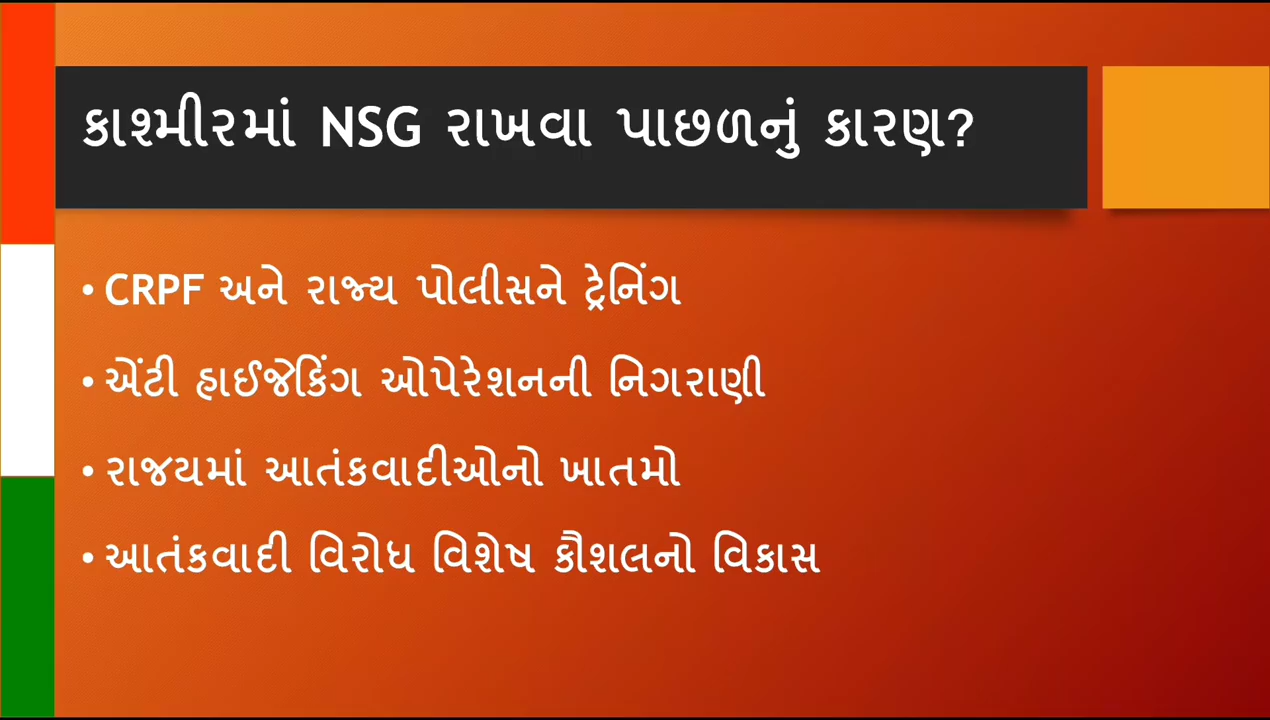 કાશ્મીરમાં NSG રાખવા પાછળનું કારણ?
• CRPF અને રાજ્ય પોલીસને ટ્રેનિંગ
• એંટી હાઈજેકિંગ ઓપેરેશનની નિગરાણી
• રાજયમાં આતંકવાદીઓનો ખાતમો
• આતંકવાદી વિરોધ વિશેષ કૌશલનો વિકાસ